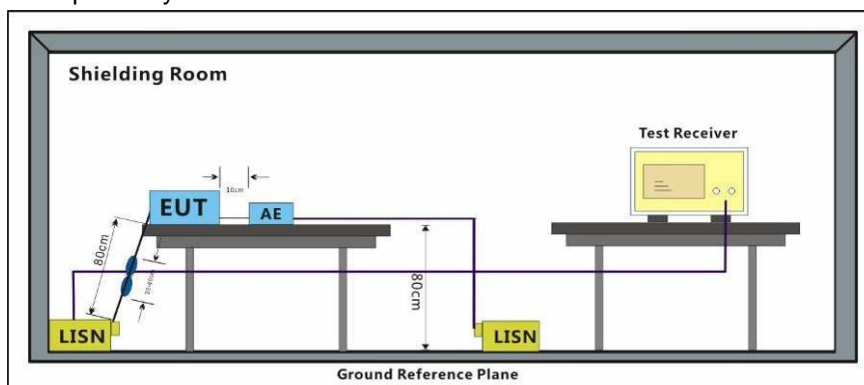 Shielding Room
Test Receiver
10cm
EUT
AE
80cm
80cm
LISN
LISN
Ground Reference Plane